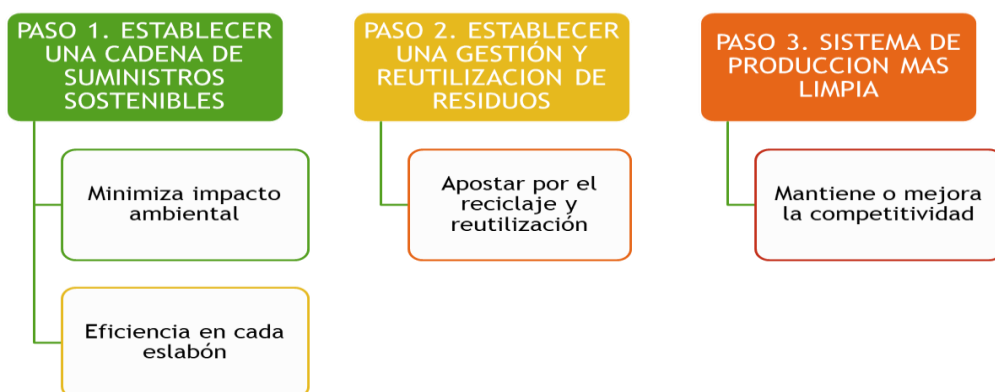 PASO 1. ESTABLECER
UNA CADENA DE
SUMINISTROS
SOSTENIBLES
Minimiza impacto
ambiental
Eficiencia en cada
eslabón
PASO 2. ESTABLECER
UNA GESTIÓN Y
REUTILIZACION DE
RESIDUOS
Apostar por el
reciclaje y
reutilización
PASO 3. SISTEMA DE
PRODUCCION MAS
LIMPIA
Mantiene o mejora
la competitividad